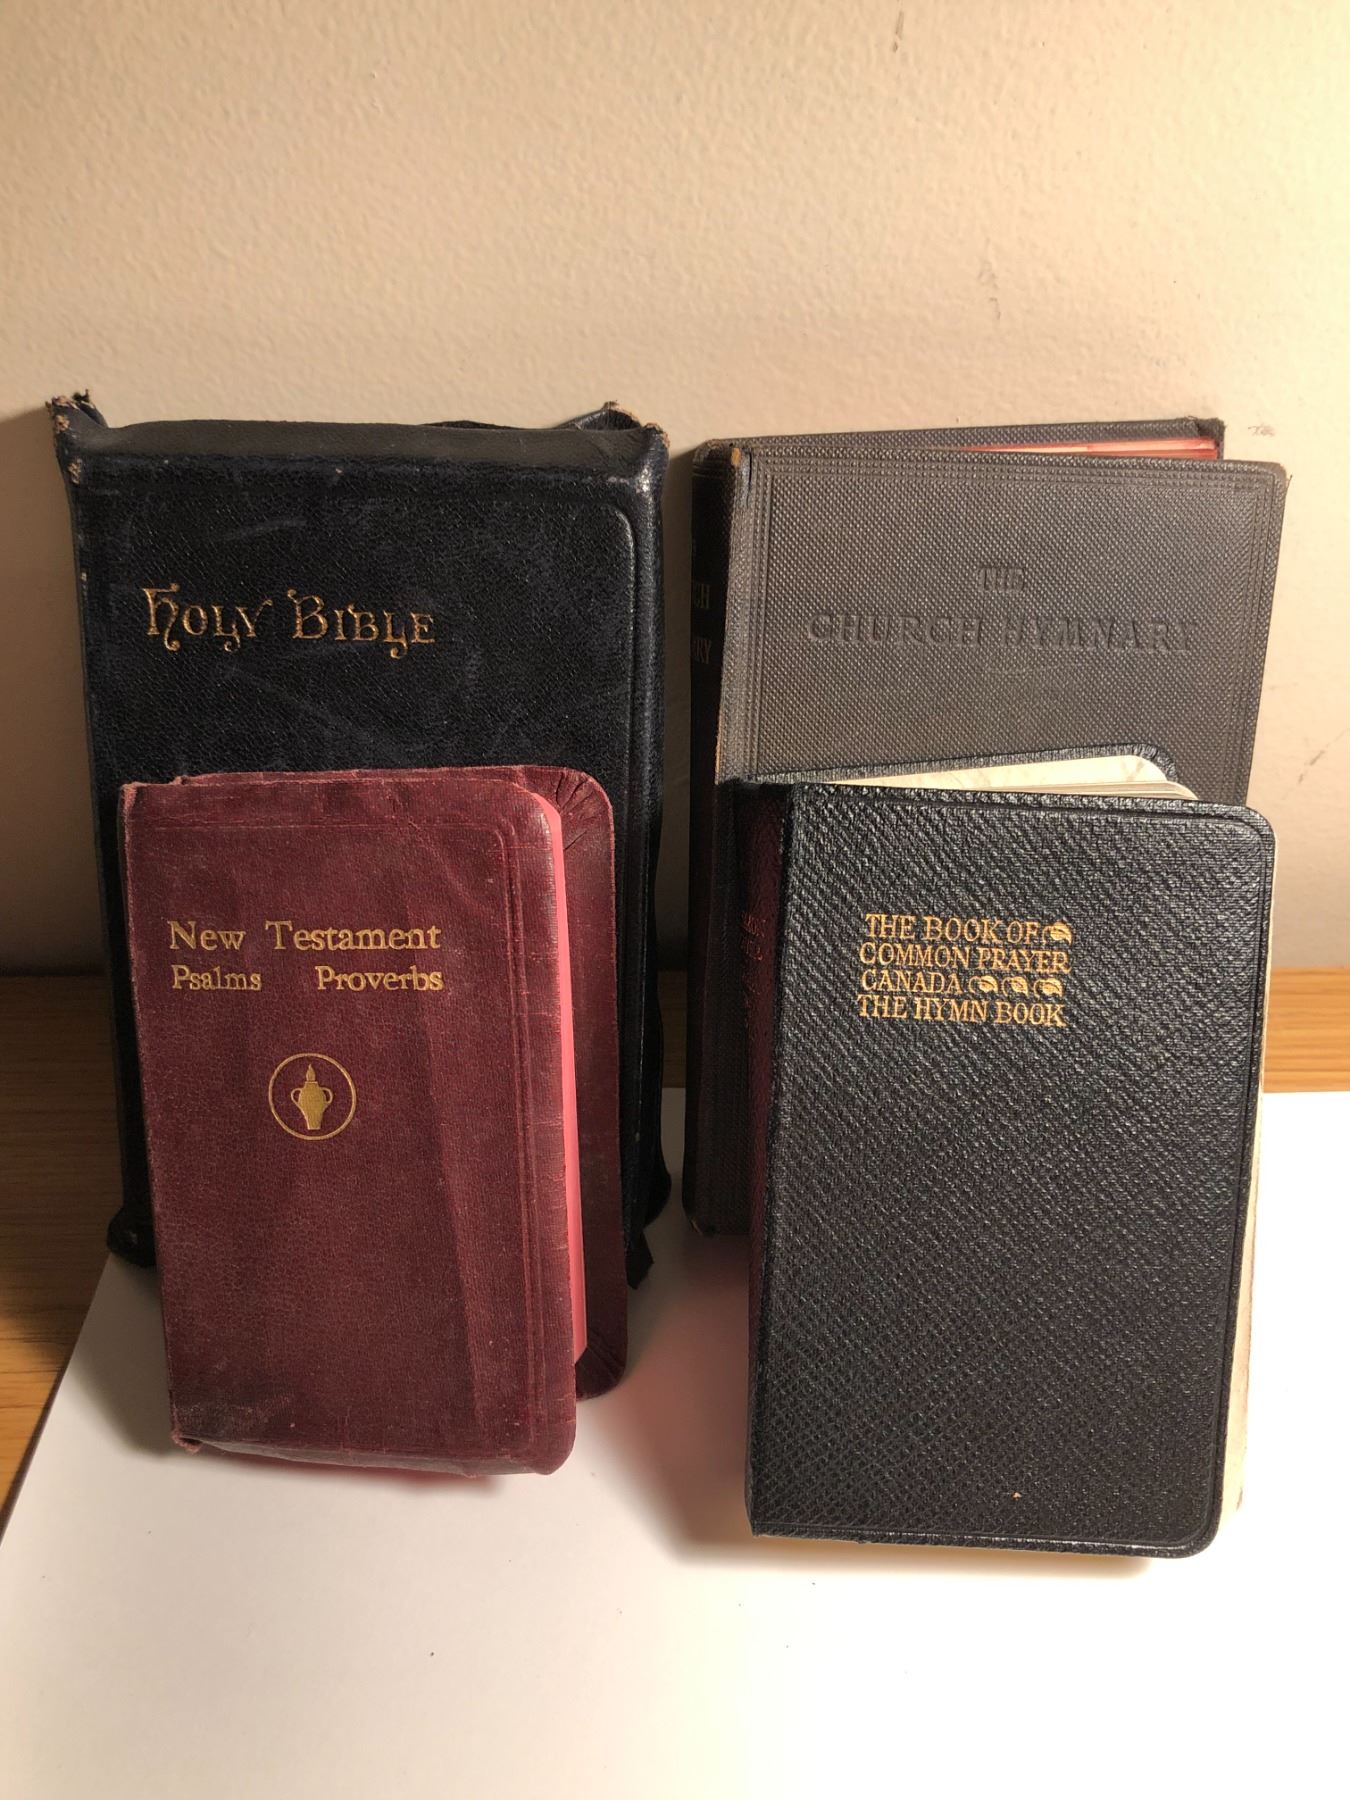 HOLY BIBLE
THE
CHURCH HYMNARY
New Testament
Psalms Proverbs
THE BOOK OF
COMMON PRAYER
CANADA
THE HYMN BOOK